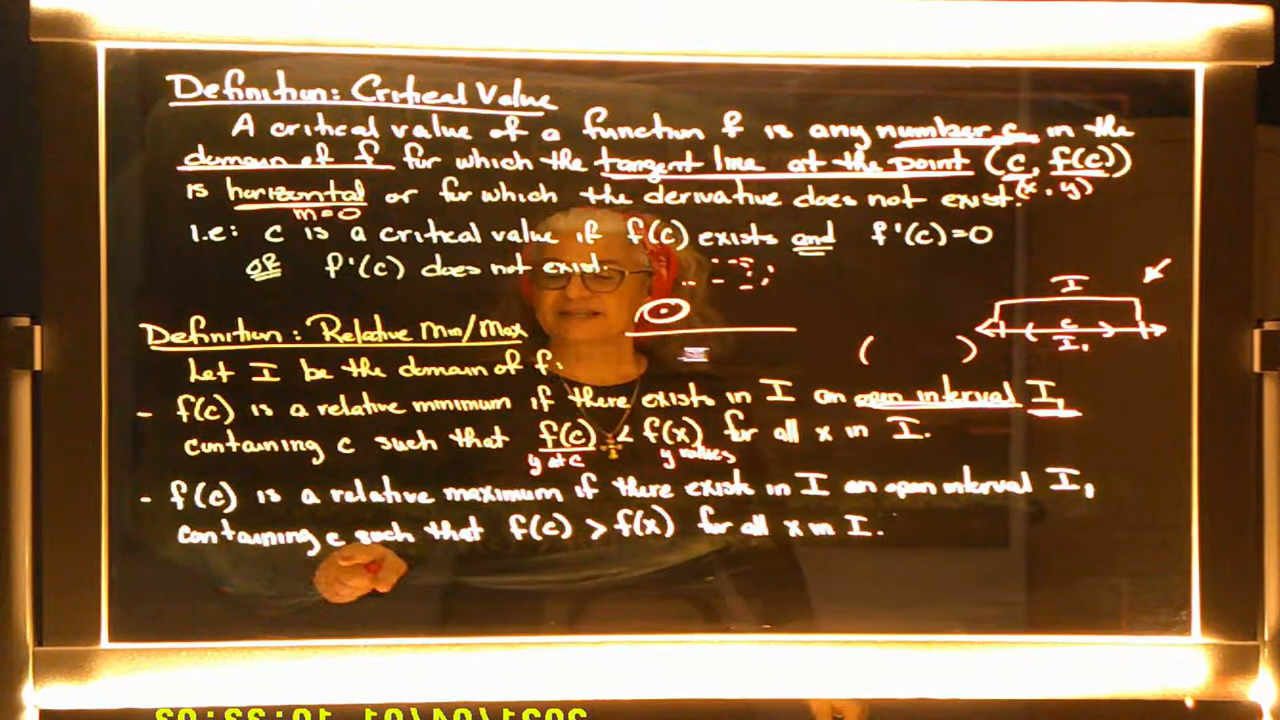 Definition: Critical Value
A critical value of a function f is any number c in the
domain of f for which the tangent line at the point (c, f(c))
is horizontal or for which the derivative does not exist. (x, y)
m=0
i.e: c is a critical value if f(c) exists and f'(c)=0
or f'(c) does not exist.
I
Definition: Relative Min/Max
c
I₁
( )
Let I be the domain of f:
- f(c) is a relative minimum if there exists in I an open interval I₁
containing c such that f(c) < f(x) for all x in I.
y at c y values
- f(c) is a relative maximum if there exists in I an open interval I₁
containing c such that f(c) > f(x) for all x in I.